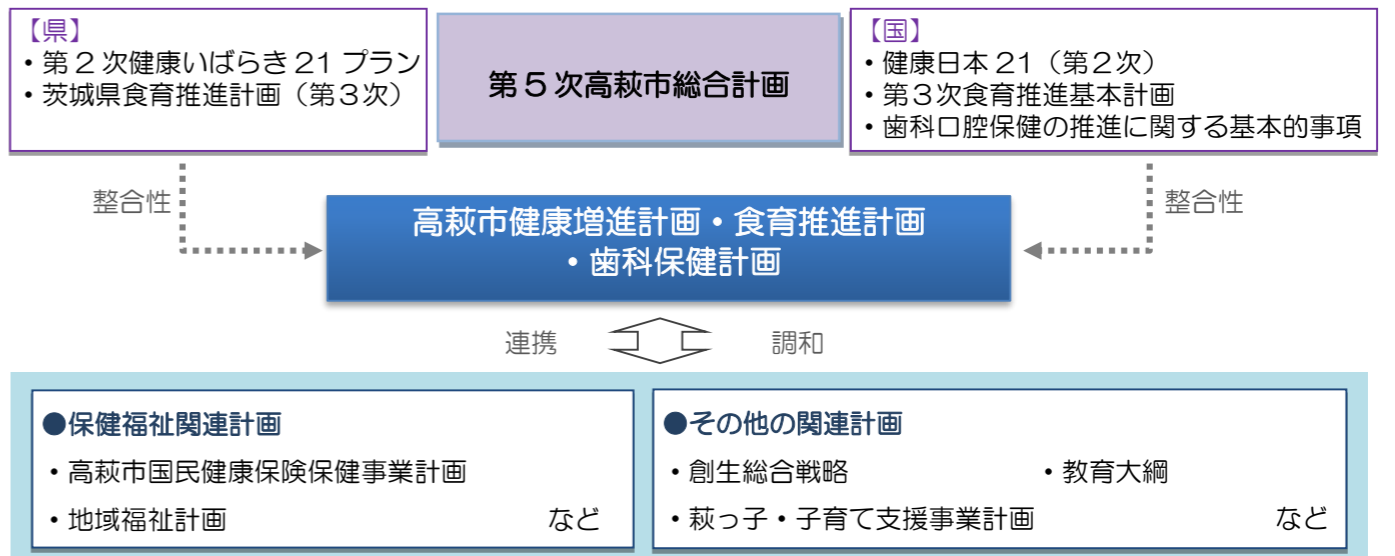 【県】
・第２次健康いばらき21 プラン
・茨城県食育推進計画（第３次）
第５次高萩市総合計画
【国】
・健康日本 21（第２次）
・第３次食育推進基本計画
・歯科口腔保健の推進に関する基本的事項
整合性
整合性
高萩市健康増進計画・食育推進計画
・歯科保健計画
連携
調和
●保健福祉関連計画
・高萩市国民健康保険保健事業計画
・地域福祉計画 など
●その他の関連計画
・創生総合戦略 ・教育大綱
・萩っ子・子育て支援事業計画 など